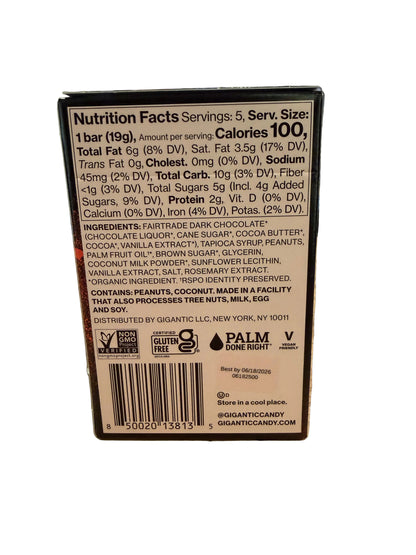 Nutrition Facts Servings: 5, Serv. Size:
1 bar (19g), Amount per serving: Calories 100,
Total Fat 6g (8% DV), Sat. Fat 3.5g (17% DV),
Trans Fat 0g, Cholest. 0mg (0% DV), Sodium
45mg (2% DV), Total Carb. 10g (3% DV), Fiber
<1g (3% DV), Total Sugars 5g (Incl. 4g Added
Sugars, 9% DV), Protein 2g, Vit. D (0% DV),
Calcium (0% DV), Iron (4% DV), Potas. (2% DV).
INGREDIENTS: FAIRTRADE DARK CHOCOLATE*
(CHOCOLATE LIQUOR*, CANE SUGAR*, COCOA BUTTER*,
COCOA*, VANILLA EXTRACT*), TAPIOCA SYRUP, PEANUTS,
PALM FRUIT OIL†*, BROWN SUGAR*, GLYCERIN,
COCONUT MILK POWDER*, SUNFLOWER LECITHIN,
VANILLA EXTRACT, SALT, ROSEMARY EXTRACT.
*ORGANIC INGREDIENT. †RSPO IDENTITY PRESERVED.
CONTAINS: PEANUTS, COCONUT. MADE IN A FACILITY
THAT ALSO PROCESSES TREE NUTS, MILK, EGG
AND SOY.
DISTRIBUTED BY GIGANTIC LLC, NEW YORK, NY 10011
NON
GMO
Project
VERIFIED
nongmoproject.org
CERTIFIED
GLUTEN
FREE
PALM
DONE RIGHT
V
VEGAN
FRIENDLY
Best by 06/18/2026
06182500
U D
Store in a cool place.
@GIGANTICCANDY
GIGANTICCANDY.COM
8 50020 13813 5